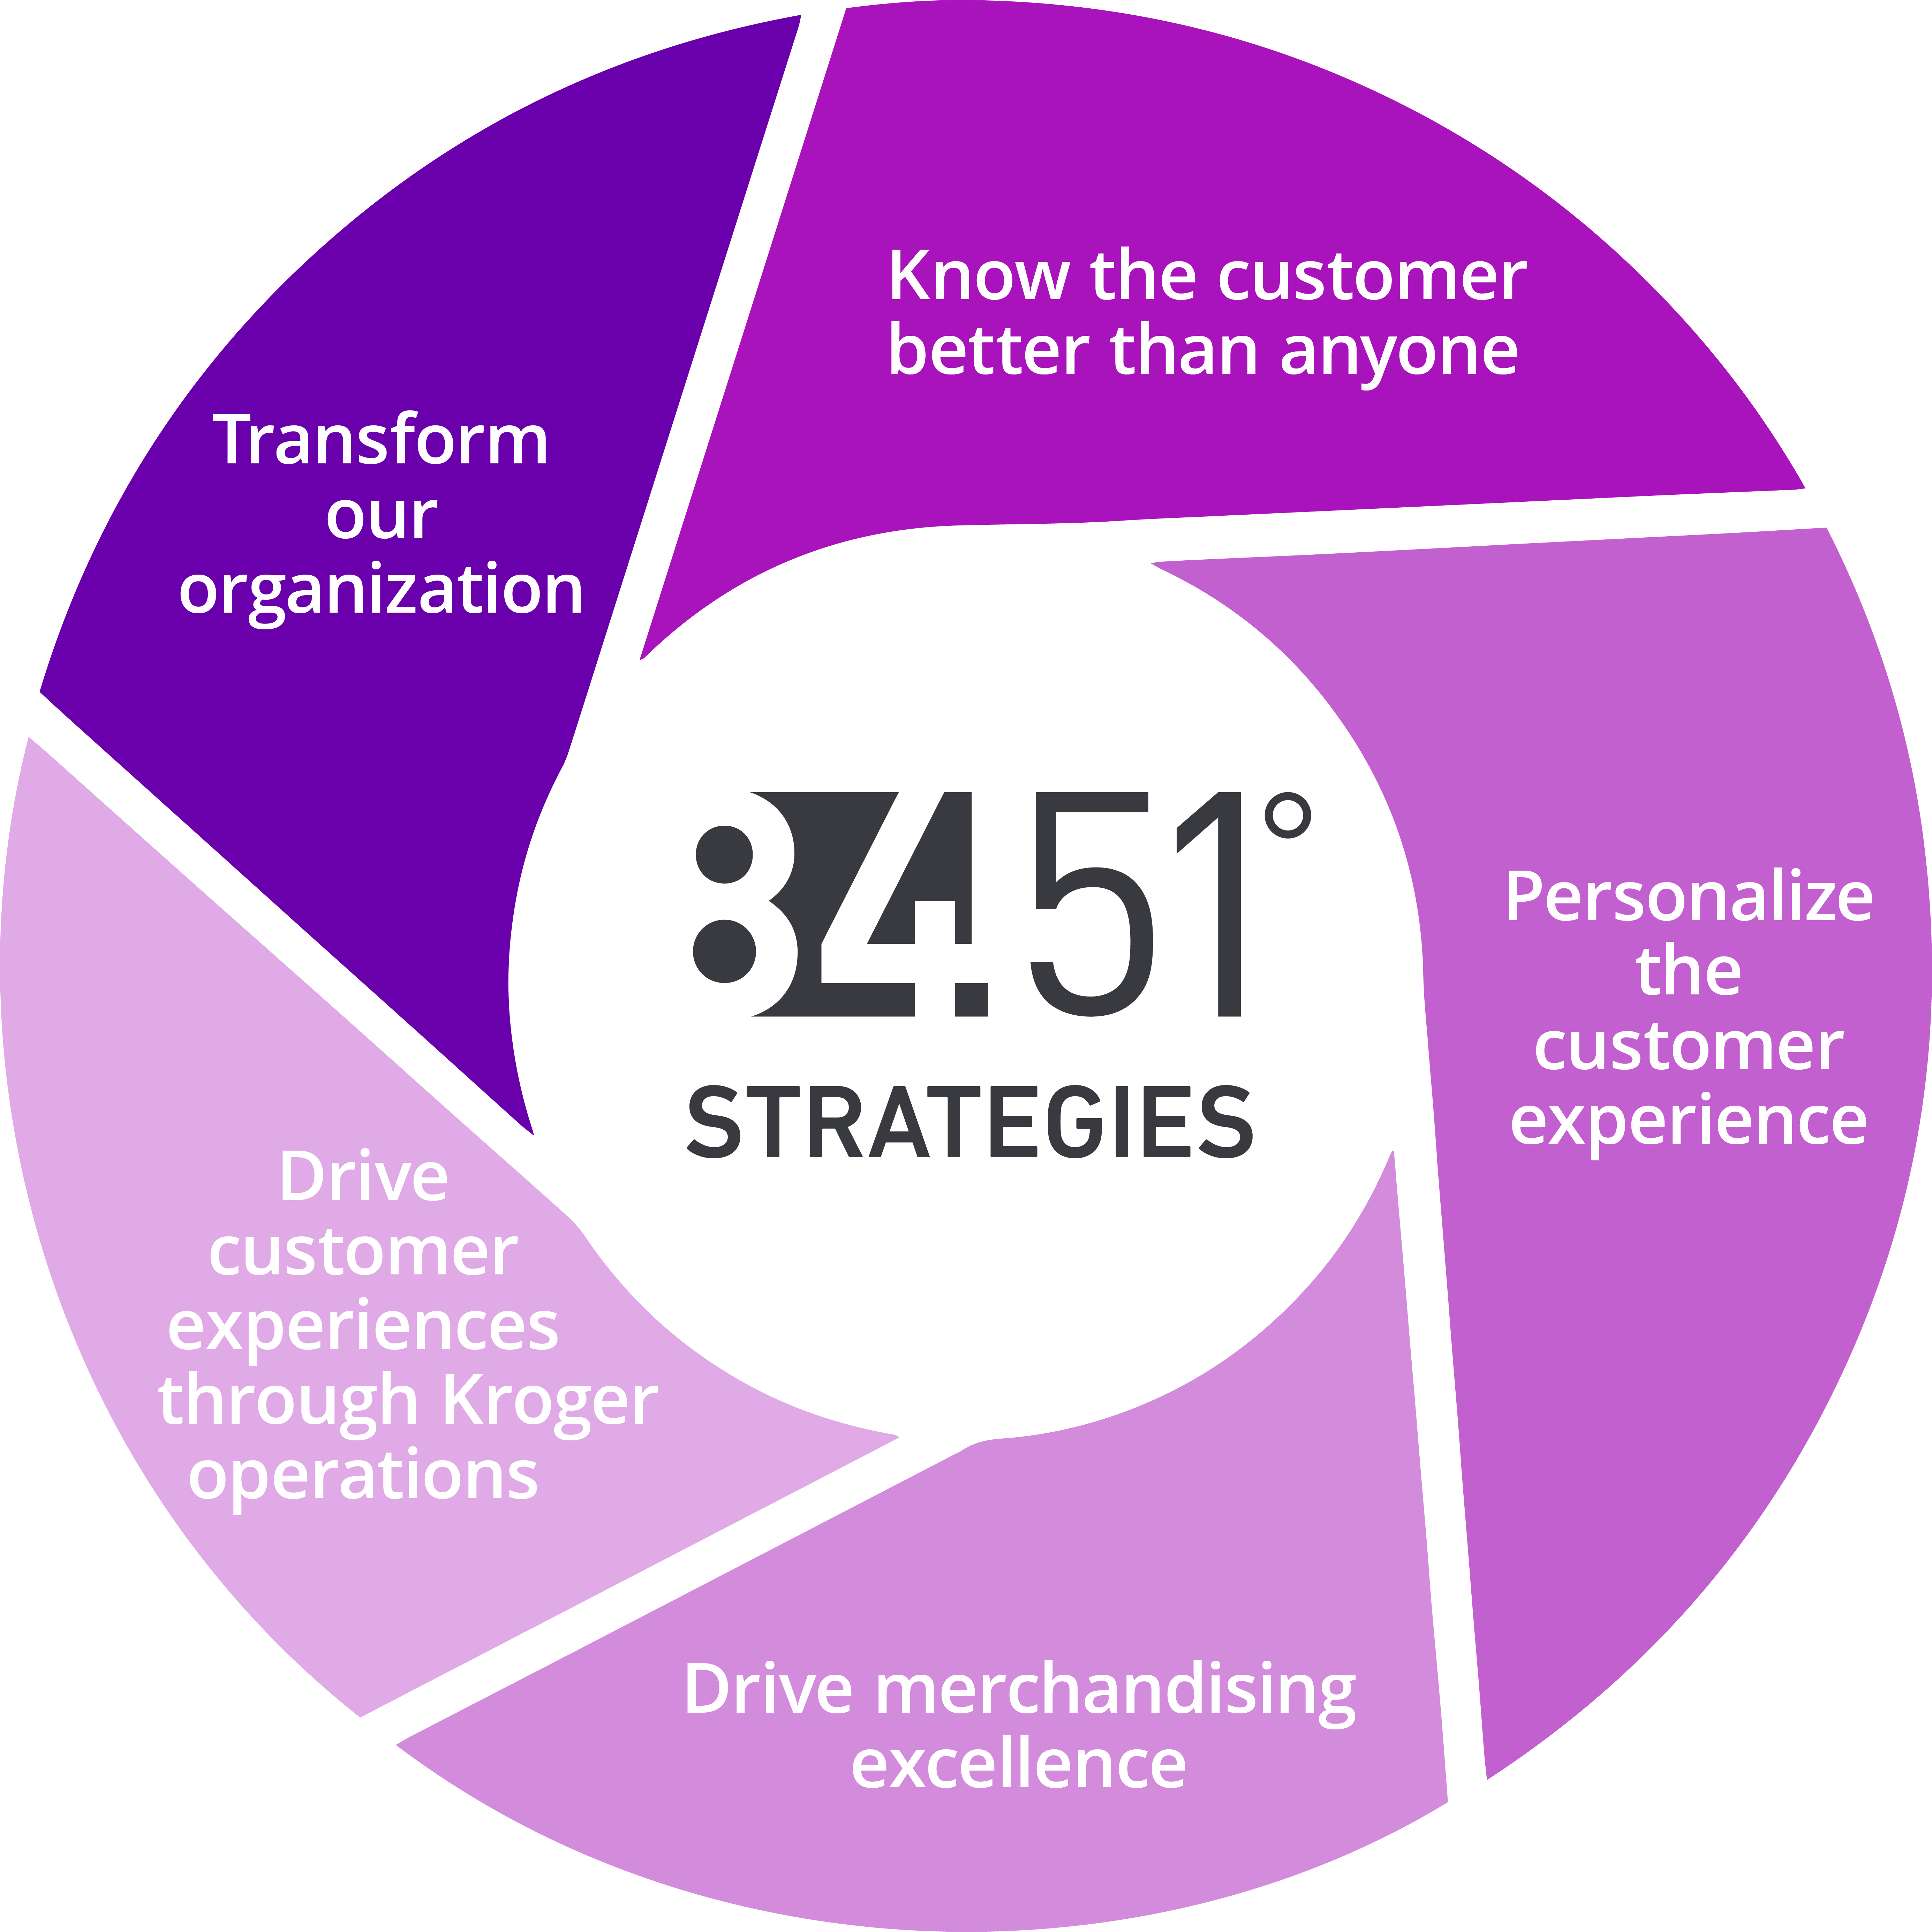 Know the customer
better than anyone
Transform
our
organization
84.51°
STRATEGIES
Personalize
the
customer
experience
Drive
customer
experiences
through Kroger
operations
Drive merchandising
excellence